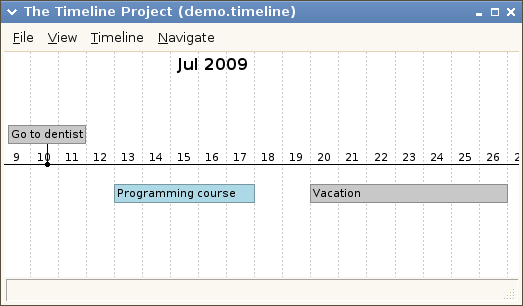 The Timeline Project (demo.timeline)
File View Timeline Navigate
Jul 2009
Go to dentist
9 10 11 12 13 14 15 16 17 18 19 20 21 22 23 24 25 26
Programming course
Vacation